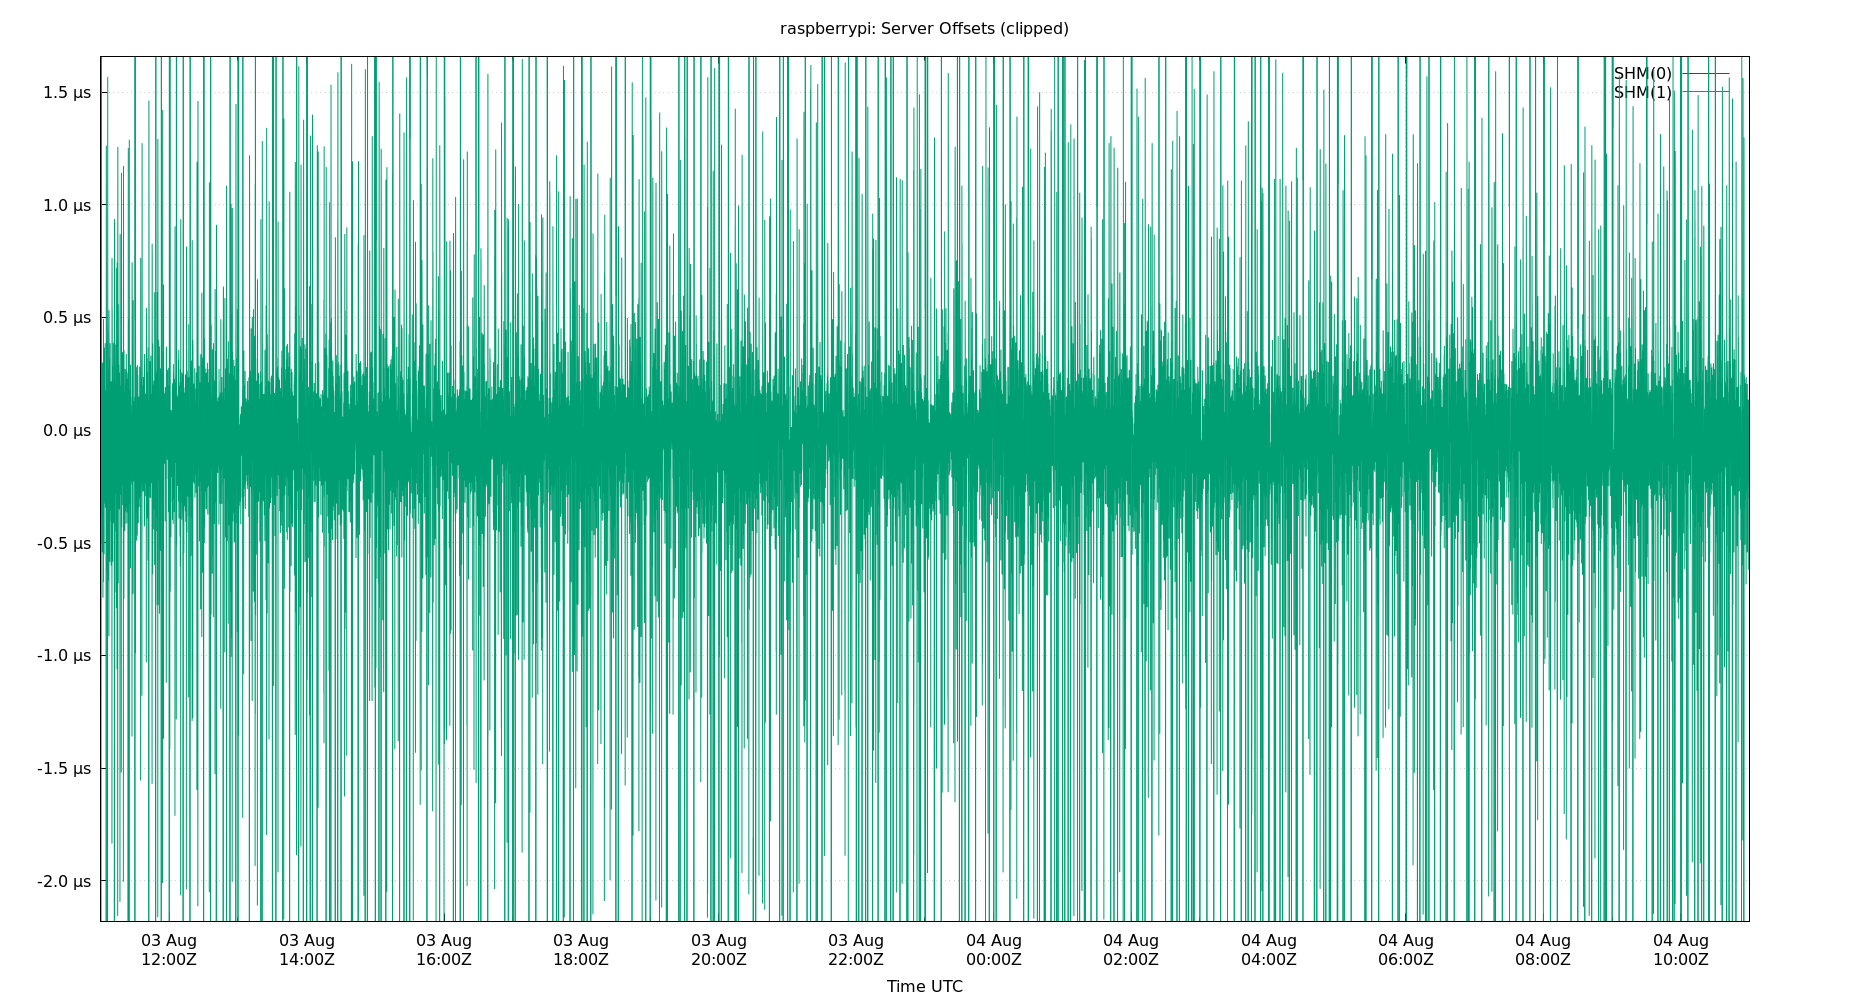 raspberrypi: Server Offsets (clipped)
SHM(0)
SHM(1)
1.5 µs
1.0 µs
0.5 µs
0.0 µs
-0.5 µs
-1.0 µs
-1.5 µs
-2.0 µs
03 Aug 03 Aug 03 Aug 03 Aug 03 Aug 03 Aug 04 Aug 04 Aug 04 Aug 04 Aug 04 Aug 04 Aug
12:00Z 14:00Z 16:00Z 18:00Z 20:00Z 22:00Z 00:00Z 02:00Z 04:00Z 06:00Z 08:00Z 10:00Z
Time UTC